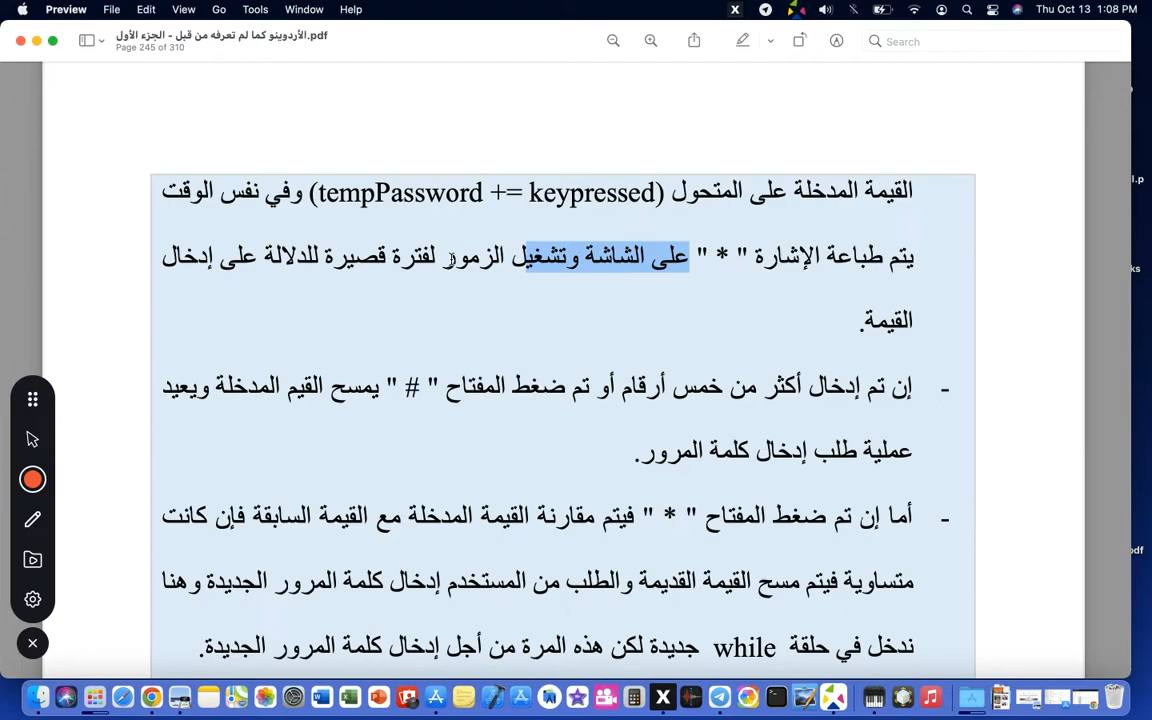 Preview File Edit View Go Tools Window Help Thu Oct 13 1:08 PM
الأردوينو كما لم تعرفه من قبل - الجزء الأول.pdf
Page 245 of 310
Search
القيمة المدخلة على المتحول (tempPassword += keypressed) وفي نفس الوقت
يتم طباعة الإشارة " * " على الشاشة وتشغيل الزمور لفترة قصيرة للدلالة على إدخال
القيمة.
- إن تم إدخال أكثر من خمس أرقام أو تم ضغط المفتاح " # " يمسح القيم المدخلة ويعيد
عملية طلب إدخال كلمة المرور.
- أما إن تم ضغط المفتاح " * " فيتم مقارنة القيمة المدخلة مع القيمة السابقة فإن كانت
متساوية فيتم مسح القيمة القديمة والطلب من المستخدم إدخال كلمة المرور الجديدة وهنا
ندخل في حلقة while جديدة لكن هذه المرة من أجل إدخال كلمة المرور الجديدة.